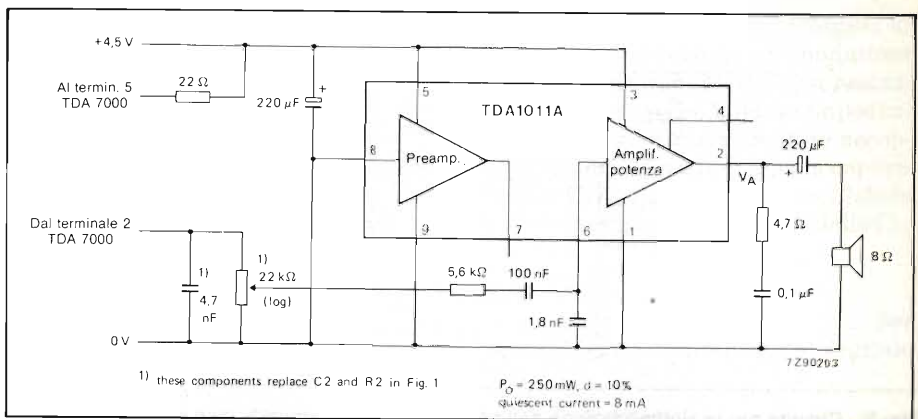 +4,5 V
Al termin. 5
TDA 7000
22 Ω
220 µF
+
TDA1011A
5
3
4
8
Preamp.
Amplif.
potenza
2
220 µF
+
V_A
9
7
6
1
4,7 Ω
8 Ω
Dal terminale 2
TDA 7000
1)
4,7
nF
1)
22 kΩ
(log)
5,6 kΩ
100 nF
1,8 nF
0,1 µF
0 V
7Z90203
1) these components replace C2 and R2 in Fig. 1
P_O = 250 mW, d = 10%
quiescent current = 8 mA